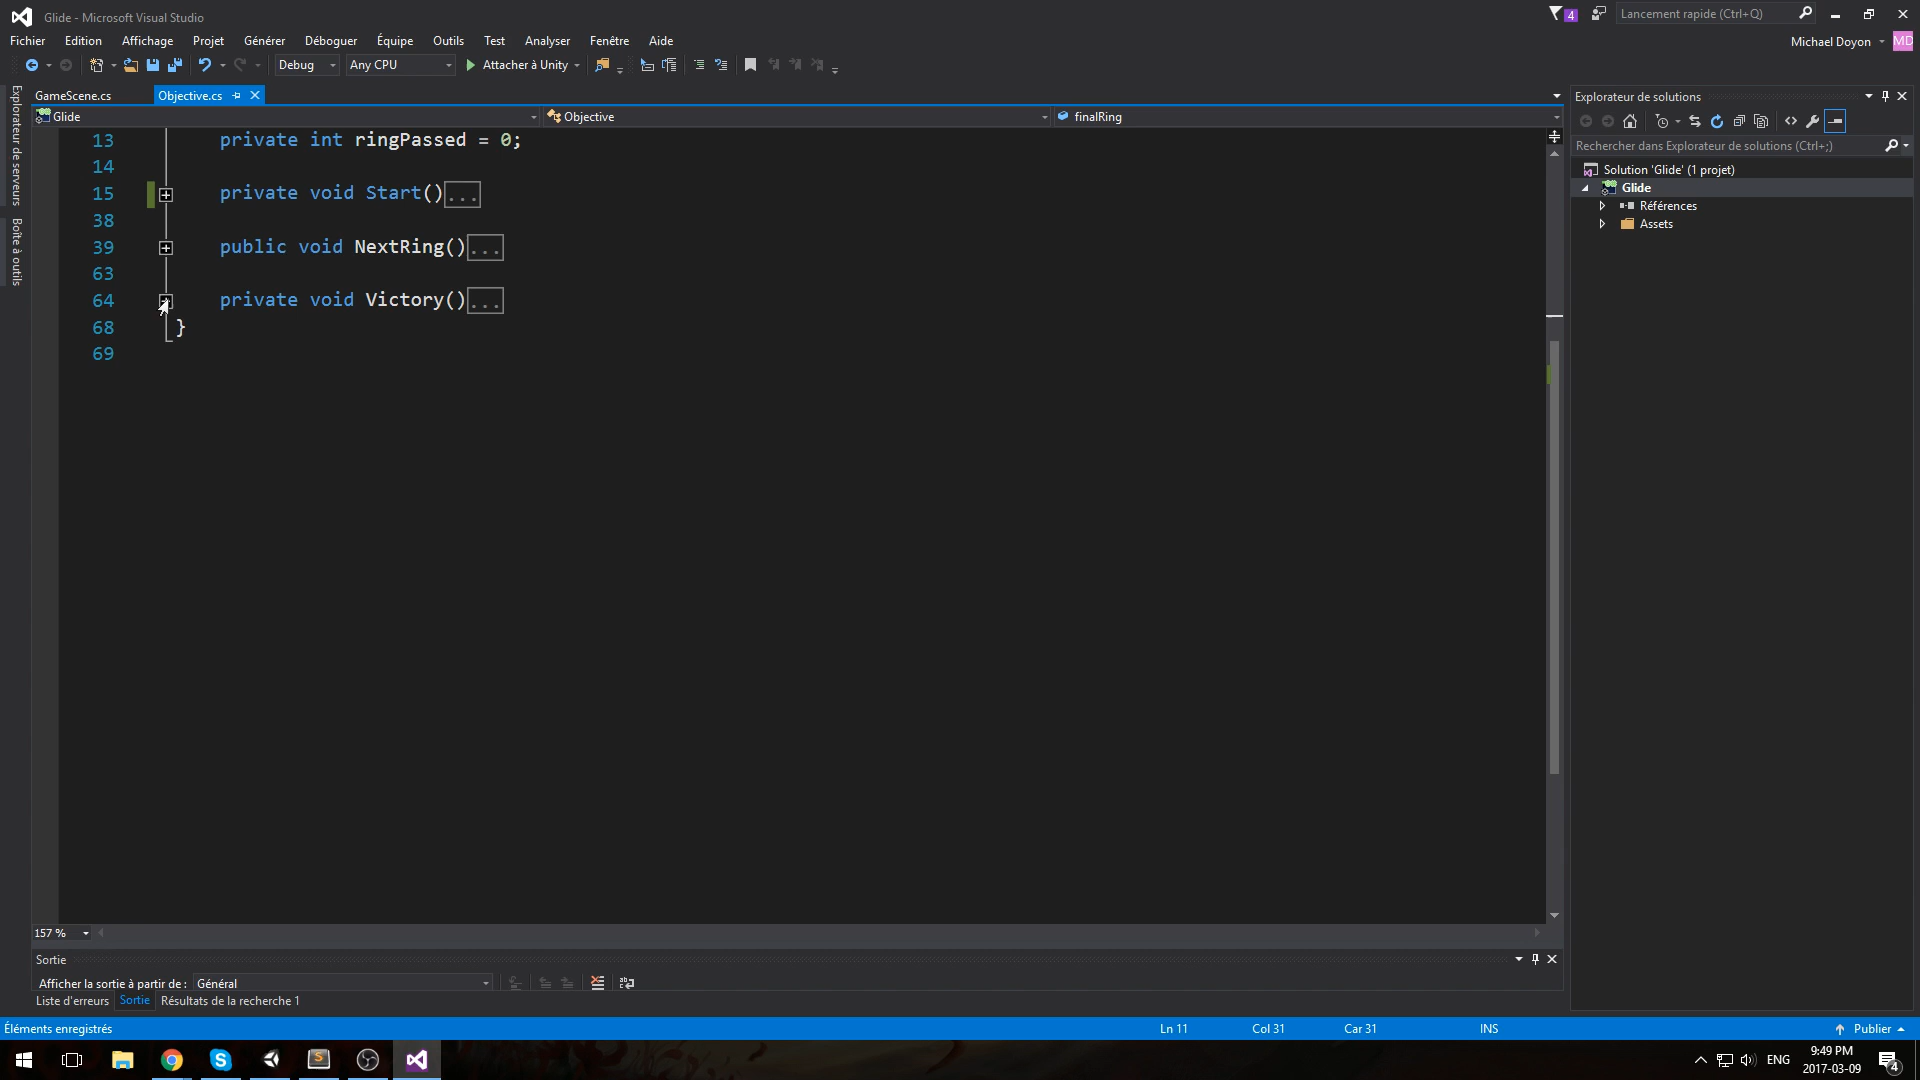 Glide - Microsoft Visual Studio
4
Lancement rapide (Ctrl+Q)
Fichier Edition Affichage Projet Générer Déboguer Équipe Outils Test Analyser Fenêtre Aide
Michael Doyon MD
Debug Any CPU Attacher à Unity
Explorateur de serveurs
Boîte à outils
GameScene.cs Objective.cs
Glide Objective finalRing
13 private int ringPassed = 0;
14
15 private void Start()...
38
39 public void NextRing()...
63
64 private void Victory()...
68 }
69
157 %
Sortie
Afficher la sortie à partir de : Général
Liste d'erreurs Sortie Résultats de la recherche 1
Explorateur de solutions
Rechercher dans Explorateur de solutions (Ctrl+;)
Solution 'Glide' (1 projet)
Glide
Références
Assets
Éléments enregistrés Ln 11 Col 31 Car 31 INS Publier
ENG
9:49 PM
2017-03-09
4